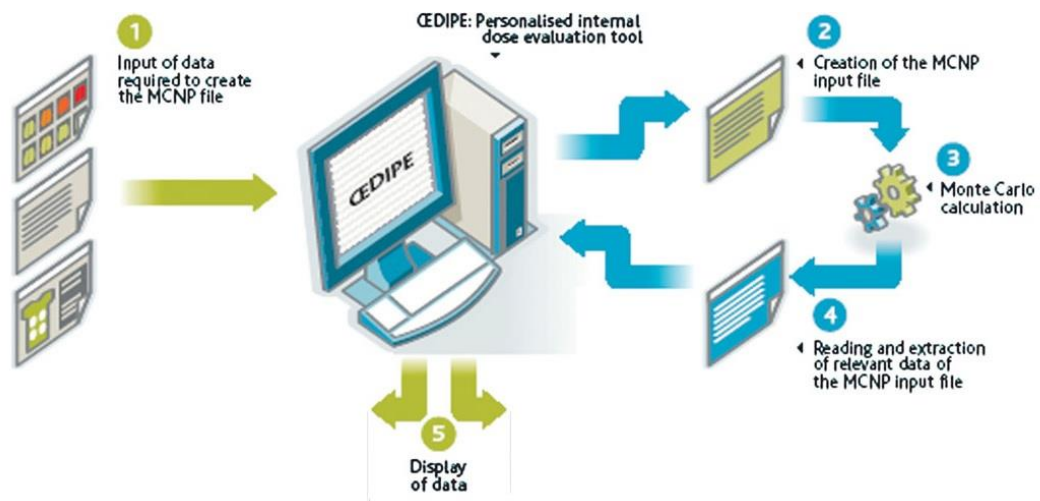 1
Input of data
required to create
the MCNP file
ŒDIPE: Personalised internal
dose evaluation tool
ŒDIPE
2
Creation of the MCNP
input file
3
Monte Carlo
calculation
4
Reading and extraction
of relevant data of
the MCNP input file
5
Display
of data